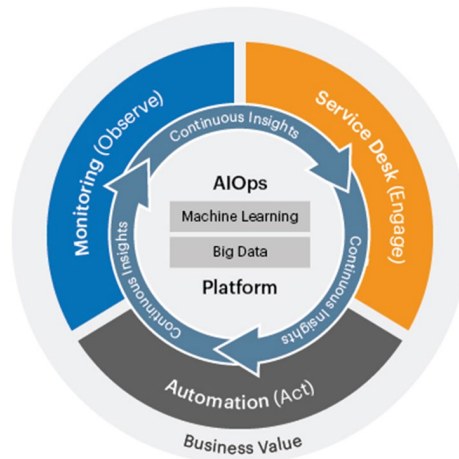 Monitoring (Observe)
Service Desk (Engage)
Continuous Insights
Continuous Insights
Continuous Insights
AIOps
Machine Learning
Big Data
Platform
Automation (Act)
Business Value